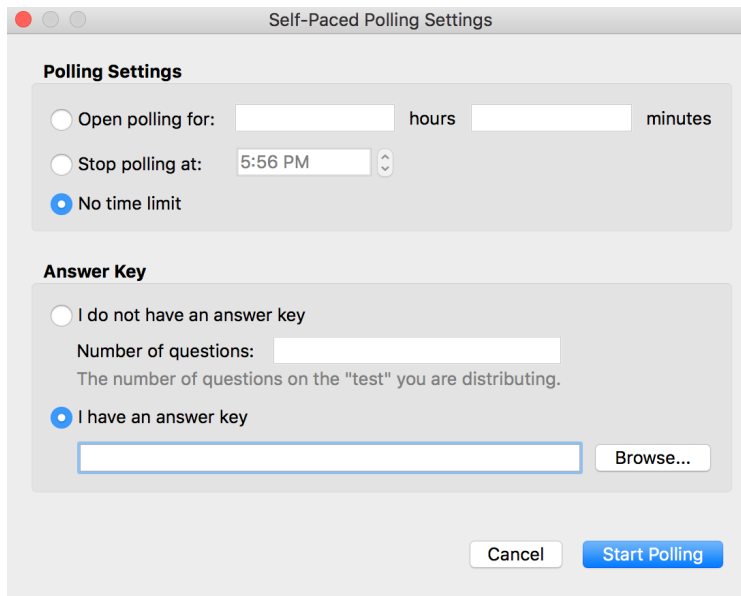 Self-Paced Polling Settings
Polling Settings
Open polling for: hours minutes
Stop polling at: 5:56 PM
No time limit
Answer Key
I do not have an answer key
Number of questions:
The number of questions on the "test" you are distributing.
I have an answer key
Browse...
Cancel Start Polling